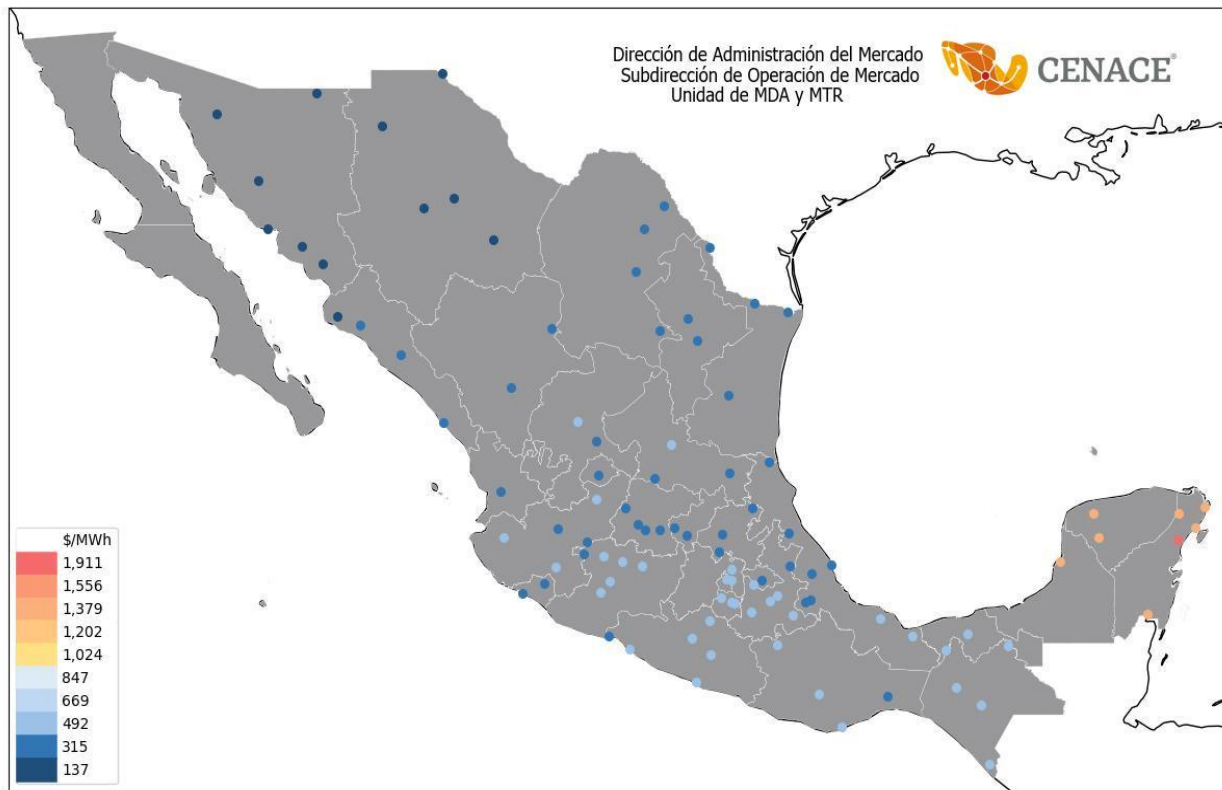 Dirección de Administración del Mercado
Subdirección de Operación de Mercado
Unidad de MDA y MTR
CENACE®
$/MWh
1,911
1,556
1,379
1,202
1,024
847
669
492
315
137